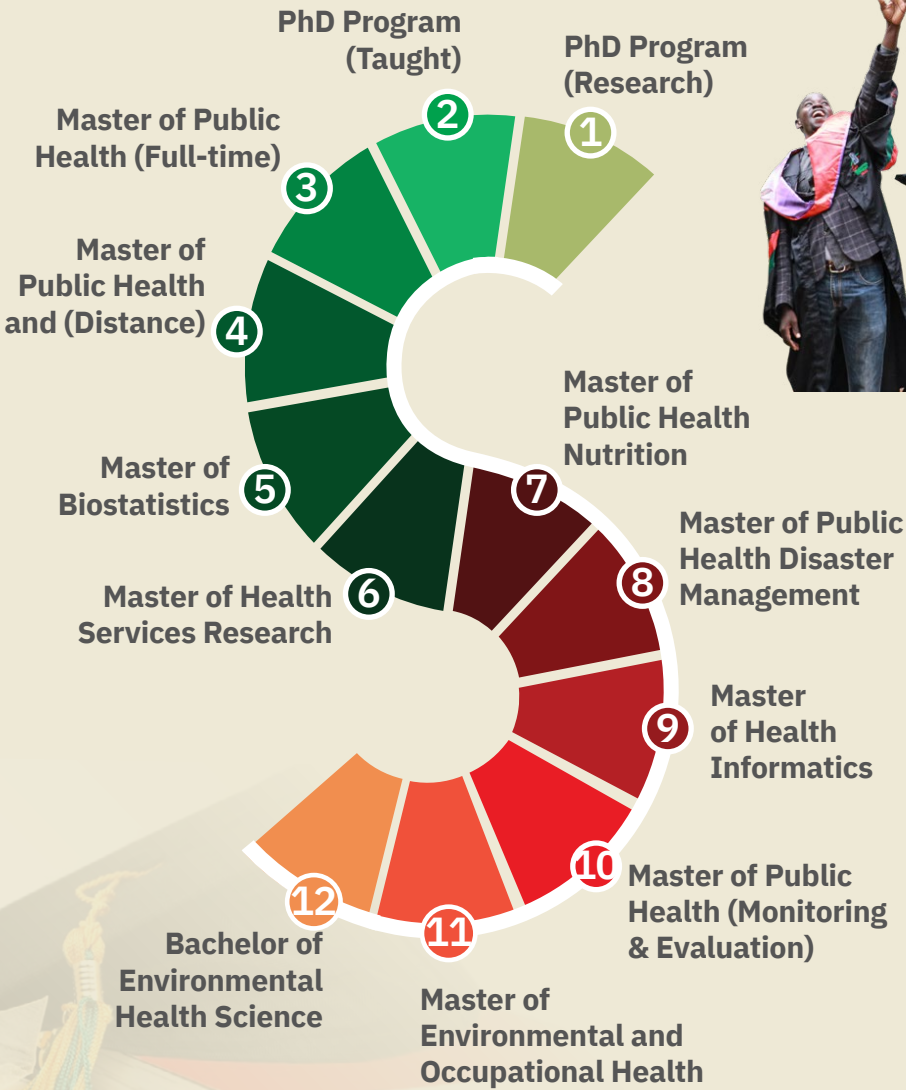 PhD Program
(Research)
1
PhD Program
(Taught)
2
Master of Public
Health (Full-time)
3
Master of
Public Health
and (Distance)
4
Master of
Biostatistics
5
Master of Health
Services Research
6
Master of
Public Health
Nutrition
7
Master of Public
Health Disaster
Management
8
Master
of Health
Informatics
9
Master of Public
Health (Monitoring
& Evaluation)
10
Master of
Environmental and
Occupational Health
11
Bachelor of
Environmental
Health Science
12